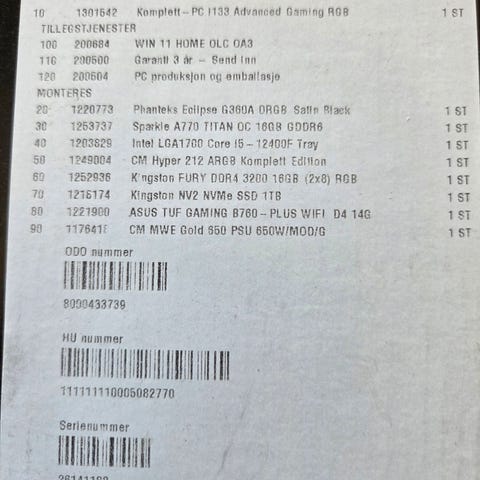 10 1301542 Komplett-PC I133 Advanced Gaming RGB 1 ST
TILLEGSTJENESTER
100 200684 WIN 11 HOME OLC OA3
110 200500 Garanti 3 år - Send Inn
120 200604 PC produksjon og emballasje
MONTERES
20 1220773 Phanteks Eclipse G360A DRGB Satin Black 1 ST
30 1253737 Sparkle A770 TITAN OC 16GB GDDR6 1 ST
40 1203829 Intel LGA1700 Core i5-12400F Tray 1 ST
50 1249004 CM Hyper 212 ARGB Komplett Edition 1 ST
60 1252936 Kingston FURY DDR4 3200 16GB (2x8) RGB 1 ST
70 1215174 Kingston NV2 NVMe SSD 1TB 1 ST
80 1221900 ASUS TUF GAMING B760-PLUS WIFI D4 14G 1 ST
90 1176415 CM MWE Gold 650 PSU 650W/MOD/G 1 ST
ODO nummer
8000433739
HU nummer
111111110005082770
Serienummer